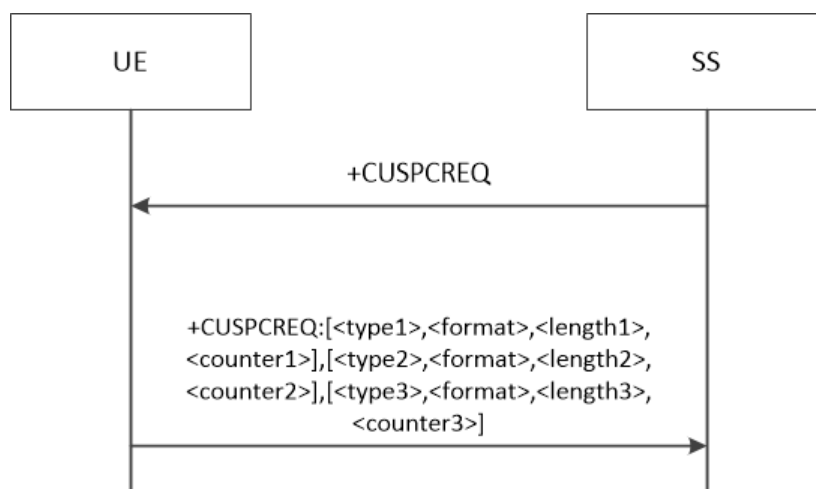 UE
SS
+CUSPCREQ
+CUSPCREQ:[<type1>,<format>,<length1>,
<counter1>],[<type2>,<format>,<length2>,
<counter2>],[<type3>,<format>,<length3>,
<counter3>]